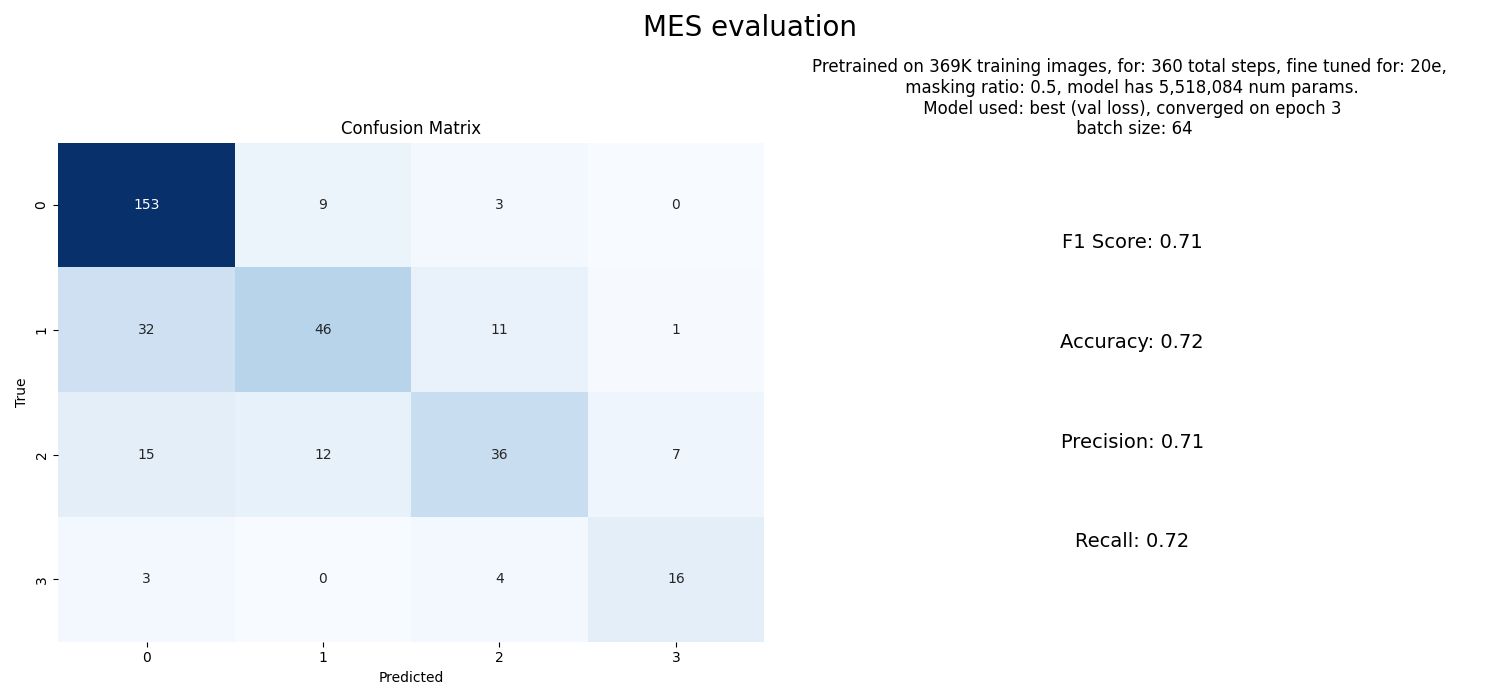 MES evaluation
Pretrained on 369K training images, for: 360 total steps, fine tuned for: 20e,
masking ratio: 0.5, model has 5,518,084 num params.
Model used: best (val loss), converged on epoch 3
batch size: 64
Confusion Matrix
0 153 9 3 0
1 32 46 11 1
2 15 12 36 7
3 3 0 4 16
0 1 2 3
True
Predicted
F1 Score: 0.71
Accuracy: 0.72
Precision: 0.71
Recall: 0.72